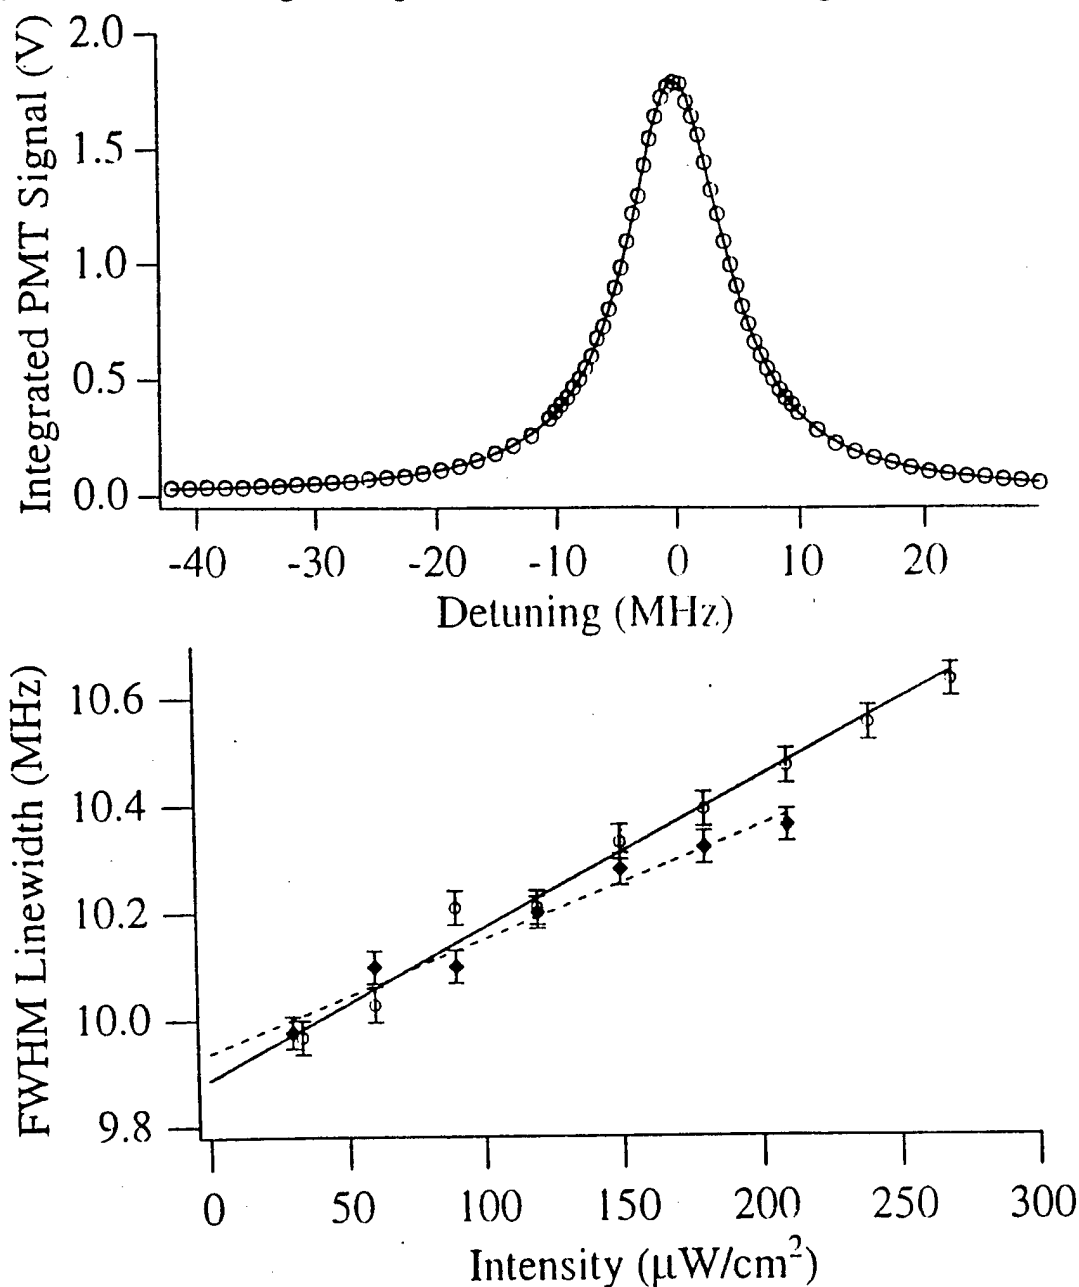 Integrated PMT Signal (V)
2.0
1.5
1.0
0.5
0.0
-40 -30 -20 -10 0 10 20
Detuning (MHz)
FWHM Linewidth (MHz)
10.6
10.4
10.2
10.0
9.8
0 50 100 150 200 250 300
Intensity (μW/cm²)